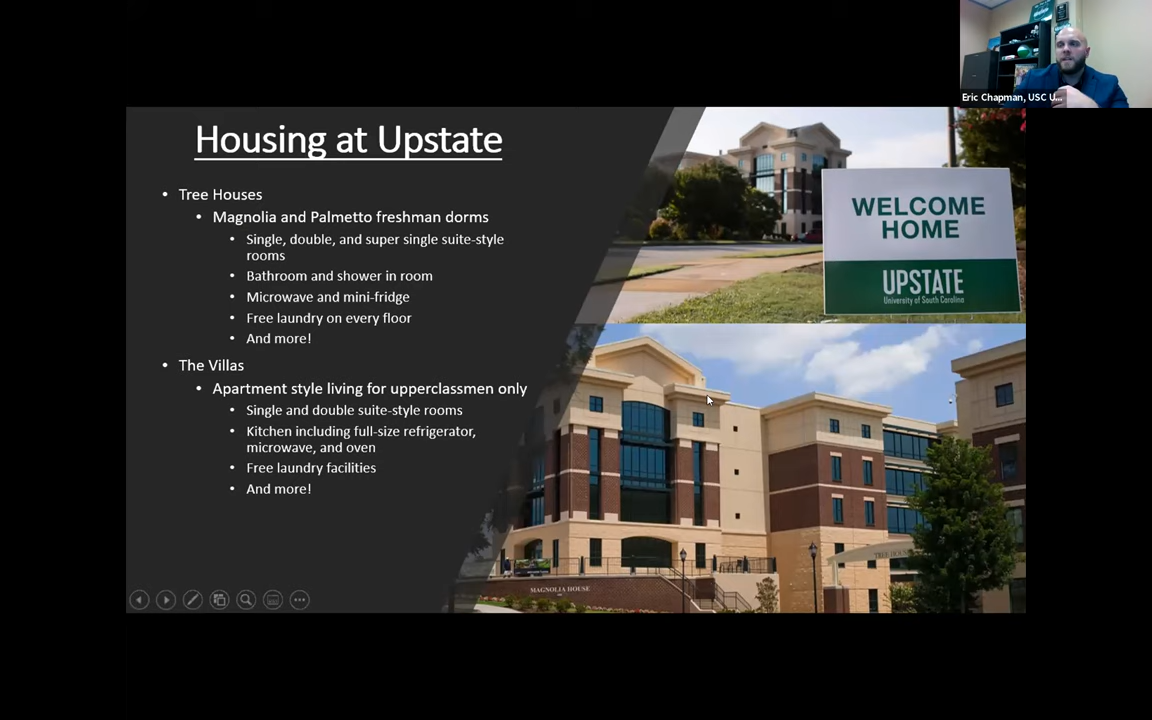 Eric Chapman, USC U...
Housing at Upstate
• Tree Houses
• Magnolia and Palmetto freshman dorms
• Single, double, and super single suite-style
rooms
• Bathroom and shower in room
• Microwave and mini-fridge
• Free laundry on every floor
• And more!
• The Villas
• Apartment style living for upperclassmen only
• Single and double suite-style rooms
• Kitchen including full-size refrigerator,
microwave, and oven
• Free laundry facilities
• And more!
WELCOME
HOME
UPSTATE
University of South Carolina
MAGNOLIA HOUSE
TREE HOUS